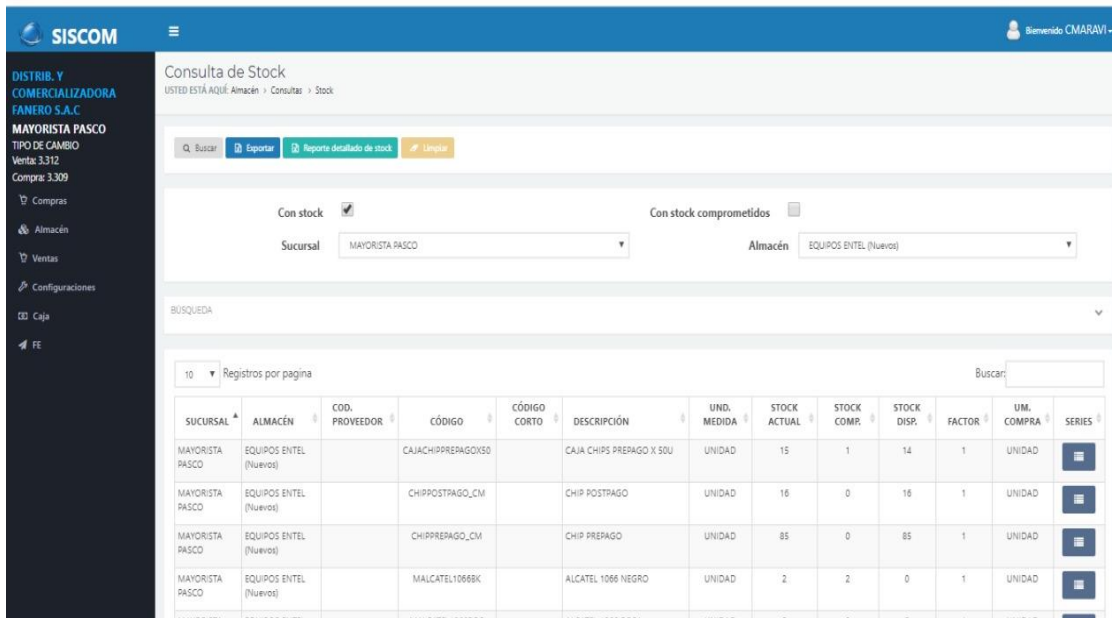 SISCOM
Bienvenido CMARAVI
DISTRIB. Y
COMERCIALIZADORA
FANERO S.A.C
MAYORISTA PASCO
TIPO DE CAMBIO
Venta: 3.312
Compra: 3.309
Compras
Almacén
Ventas
Configuraciones
Caja
FE
Consulta de Stock
USTED ESTÁ AQUÍ: Almacén > Consultas > Stock
Buscar Exportar Reporte detallado de stock Limpiar
Con stock Con stock comprometidos
Sucursal MAYORISTA PASCO Almacén EQUIPOS ENTEL (Nuevos)
BÚSQUEDA
10 Registros por pagina Buscar:
SUCURSAL ALMACÉN COD. PROVEEDOR CÓDIGO CÓDIGO CORTO DESCRIPCIÓN UND. MEDIDA STOCK ACTUAL STOCK COMP. STOCK DISP. FACTOR UM. COMPRA SERIES
MAYORISTA PASCO EQUIPOS ENTEL (Nuevos) CAJACHIPPREPAGOX50 CAJA CHIPS PREPAGO X 50U UNIDAD 15 1 14 1 UNIDAD
MAYORISTA PASCO EQUIPOS ENTEL (Nuevos) CHIPPOSTPAGO_CM CHIP POSTPAGO UNIDAD 16 0 16 1 UNIDAD
MAYORISTA PASCO EQUIPOS ENTEL (Nuevos) CHIPPREPAGO_CM CHIP PREPAGO UNIDAD 85 0 85 1 UNIDAD
MAYORISTA PASCO EQUIPOS ENTEL (Nuevos) MALCATEL1066BK ALCATEL 1066 NEGRO UNIDAD 2 2 0 1 UNIDAD